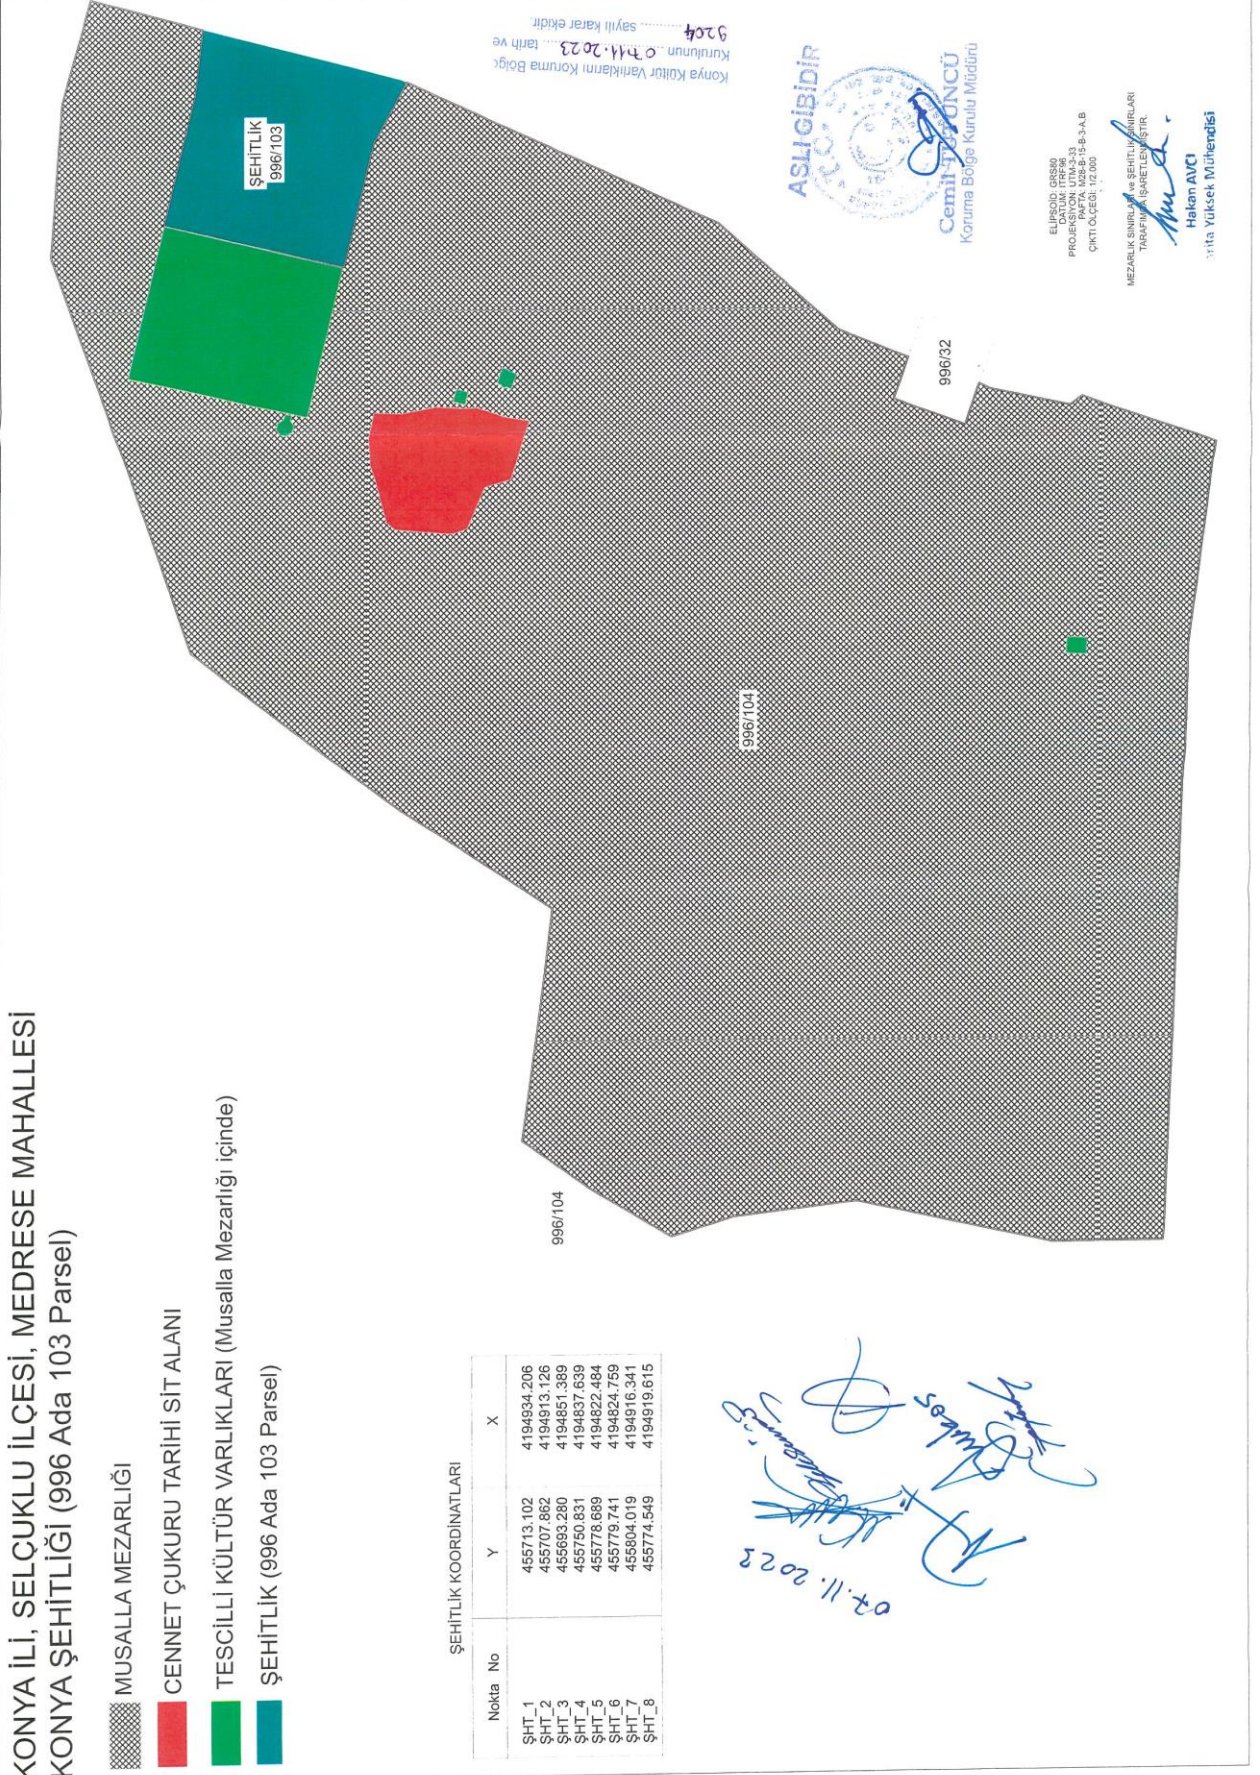 KONYA İLİ, SELÇUKLU İLÇESİ, MEDRESE MAHALLESİ
KONYA ŞEHİTLİĞİ (996 Ada 103 Parsel)
MUSALLA MEZARLIĞI
CENNET ÇUKURU TARİHİ SİT ALANI
TESCİLLİ KÜLTÜR VARLIKLARI (Musalla Mezarlığı içinde)
ŞEHİTLİK (996 Ada 103 Parsel)
ŞEHİTLİK KOORDİNATLARI
Nokta No Y X
ŞHT_1 455713.102 4194934.206
ŞHT_2 455707.862 4194913.126
ŞHT_3 455693.280 4194851.389
ŞHT_4 455750.831 4194837.639
ŞHT_5 455778.689 4194822.484
ŞHT_6 455779.741 4194824.759
ŞHT_7 455804.019 4194916.341
ŞHT_8 455774.549 4194919.615
07.11.2023
996/104
996/104
ŞEHİTLİK
996/103
996/32
Konya Kültür Varlıklarını Koruma Bölge
Kurulunun 07.11.2023 tarih ve
9204 sayılı karar ekidir.
ASLI GİBİDİR
T.C.
Cemil TÜTÜNCÜ
Koruma Bölge Kurulu Müdürü
ELİPSOİD: GRS80
DATUM: ITRF96
PROJEKSİYON: UTM-3-33
PAFTA: M28-B-15-B-3-A,B
ÇIKTI ÖLÇEĞİ: 1/2.000
MEZARLIK SINIRLARI ve ŞEHİTLİK SINIRLARI
TARAFIMCA İŞARETLENMİŞTİR.
Hakan AVCI
rita Yüksek Mühendisi